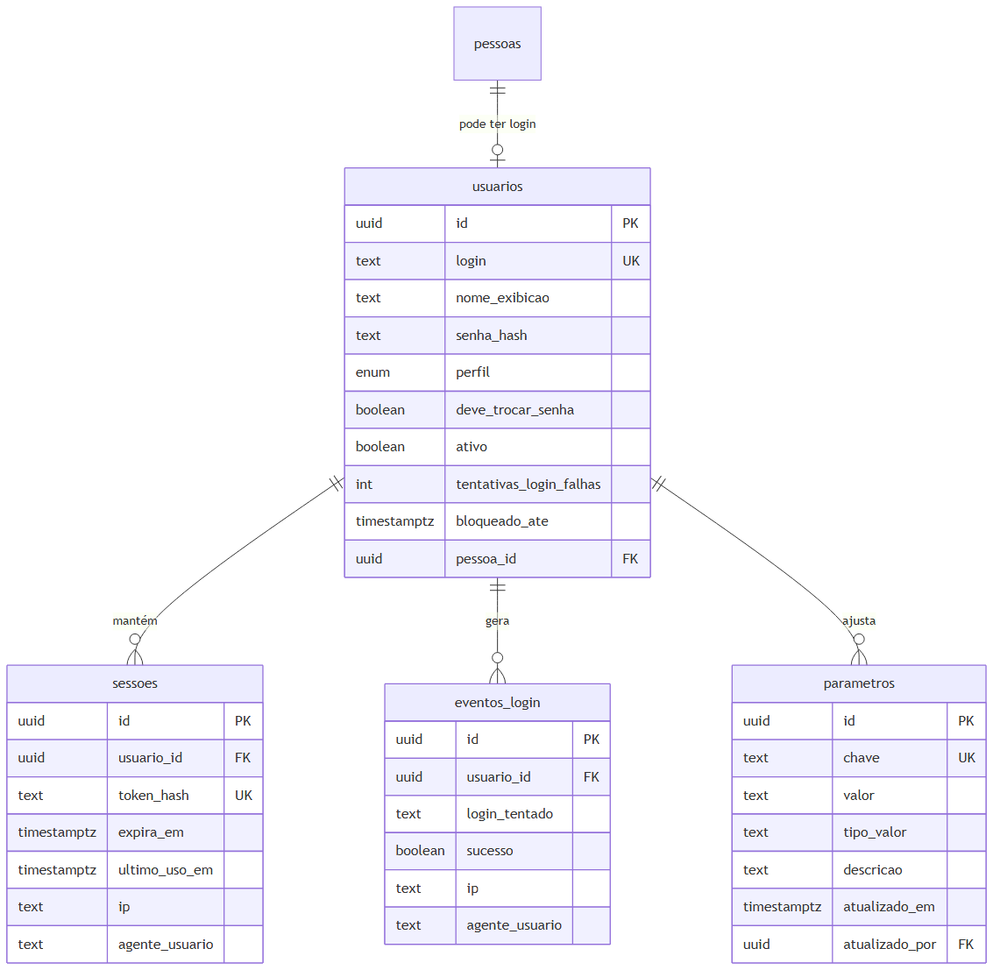 pessoas
pode ter login
usuarios
uuid id PK
text login UK
text nome_exibicao
text senha_hash
enum perfil
boolean deve_trocar_senha
boolean ativo
int tentativas_login_falhas
timestamptz bloqueado_ate
uuid pessoa_id FK
mantém
gera
ajusta
sessoes
uuid id PK
uuid usuario_id FK
text token_hash UK
timestamptz expira_em
timestamptz ultimo_uso_em
text ip
text agente_usuario
eventos_login
uuid id PK
uuid usuario_id FK
text login_tentado
boolean sucesso
text ip
text agente_usuario
parametros
uuid id PK
text chave UK
text valor
text tipo_valor
text descricao
timestamptz atualizado_em
uuid atualizado_por FK